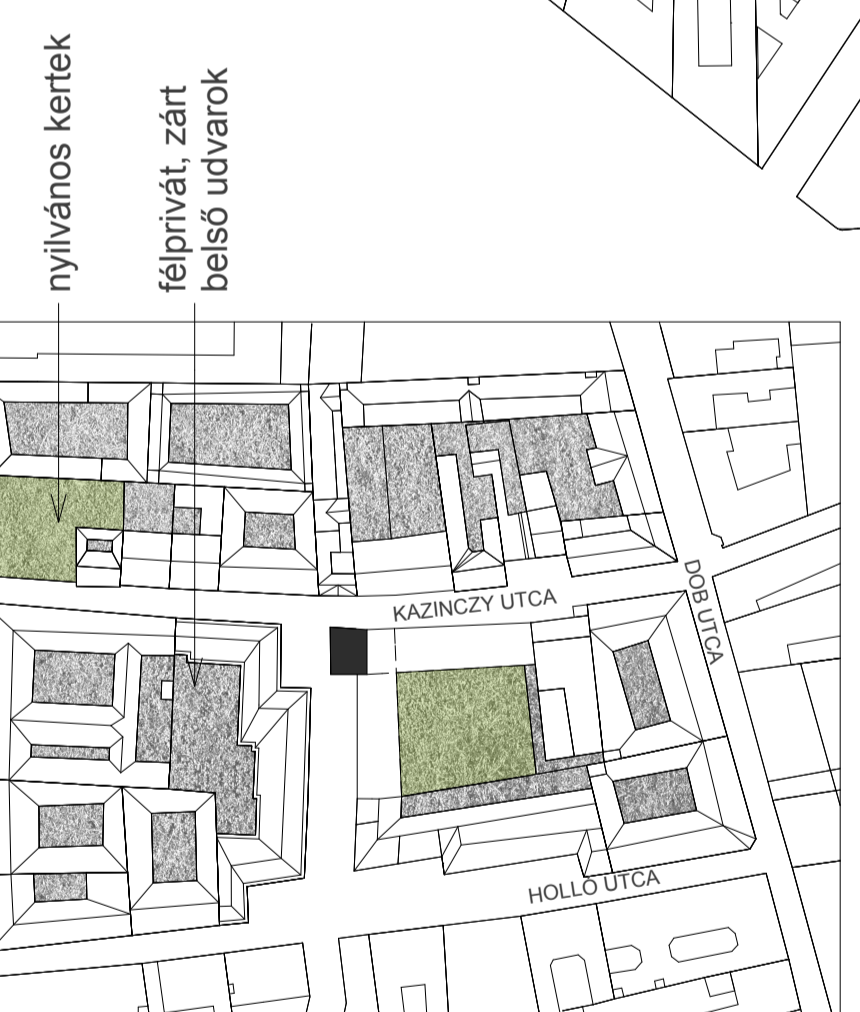 nyilvános kertek
félprivát, zárt
belső udvarok
KAZINCZY UTCA
DOB UTCA
HOLLÓ UTCA